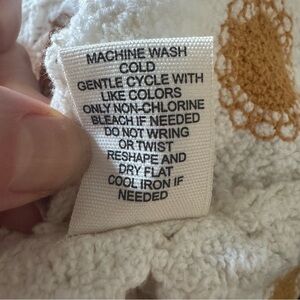 MACHINE WASH
COLD
GENTLE CYCLE WITH
LIKE COLORS
ONLY NON-CHLORINE
BLEACH IF NEEDED
DO NOT WRING
OR TWIST
RESHAPE AND
DRY FLAT
COOL IRON IF
NEEDED